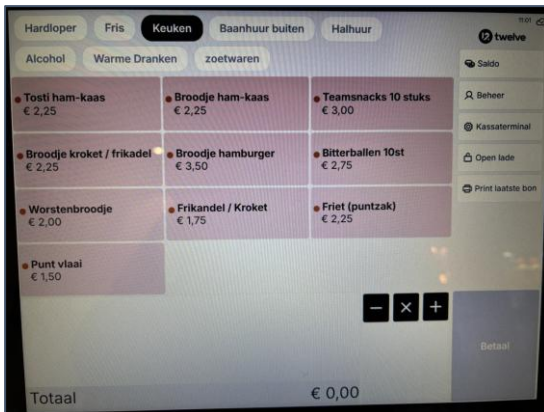 Hardloper
Fris
Keuken
Baanhuur buiten
Halhuur
Alcohol
Warme Dranken
zoetwaren
11:01
12 twelve
Saldo
Beheer
Kassaterminal
Open lade
Print laatste bon
Tosti ham-kaas
€ 2,25
Broodje ham-kaas
€ 2,25
Teamsnacks 10 stuks
€ 3,00
Broodje kroket / frikadel
€ 2,25
Broodje hamburger
€ 3,50
Bitterballen 10st
€ 2,75
Worstenbroodje
€ 2,00
Frikandel / Kroket
€ 1,75
Friet (puntzak)
€ 2,25
Punt vlaai
€ 1,50
Betaal
Totaal
€ 0,00